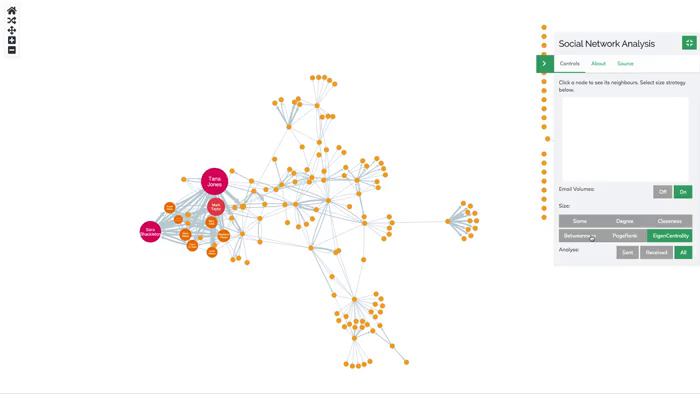 Social Network Analysis
Controls About Source
Click a node to see its neighbours. Select size strategy
below.
Tana
Jones
Mark
Taylor
Sara
Shackleton
Email Volumes: Off On
Size:
Same Degree Closeness
PageRank EigenCentrality
Analyse: Sent Received All